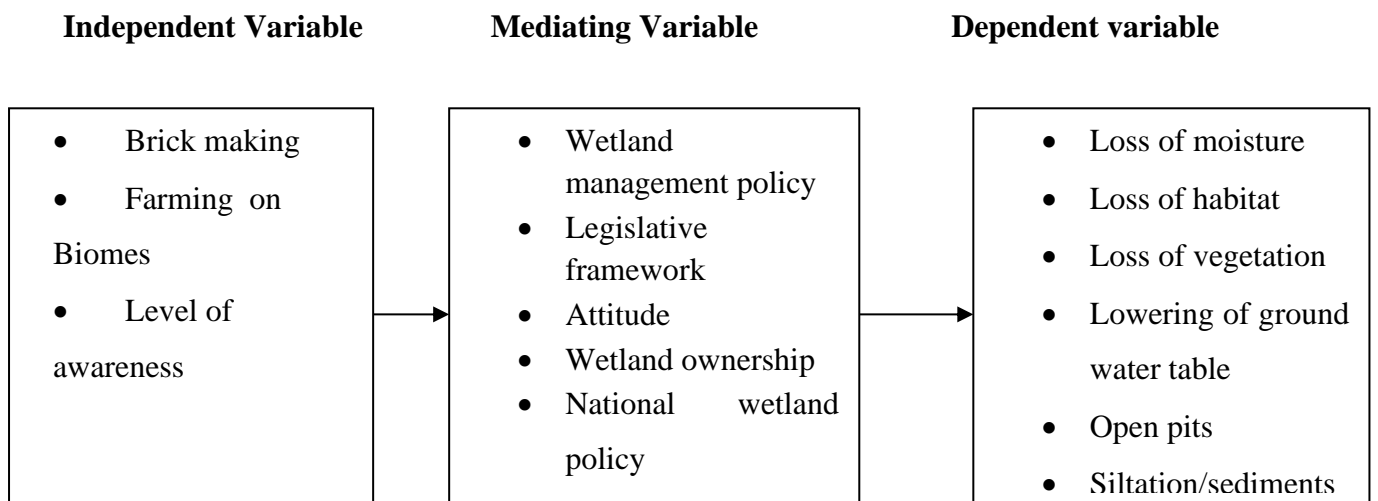 Independent Variable Mediating Variable Dependent variable
• Brick making
• Farming on
Biomes
• Level of
awareness
• Wetland
management policy
• Legislative
framework
• Attitude
• Wetland ownership
• National wetland
policy
• Loss of moisture
• Loss of habitat
• Loss of vegetation
• Lowering of ground
water table
• Open pits
• Siltation/sediments